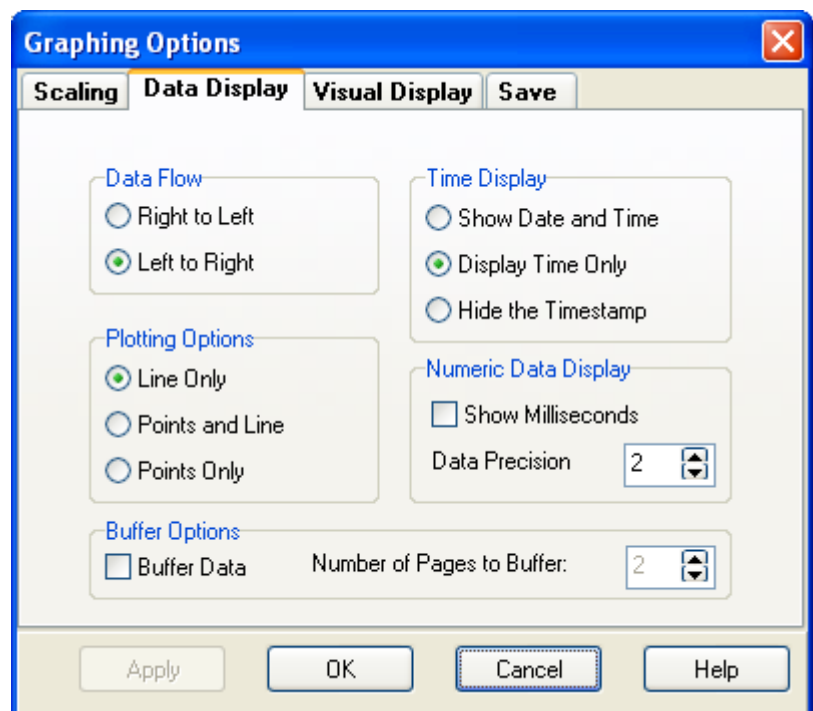 Graphing Options
Scaling Data Display Visual Display Save
Data Flow
Right to Left
Left to Right
Time Display
Show Date and Time
Display Time Only
Hide the Timestamp
Plotting Options
Line Only
Points and Line
Points Only
Numeric Data Display
Show Milliseconds
Data Precision 2
Buffer Options
Buffer Data Number of Pages to Buffer: 2
Apply OK Cancel Help